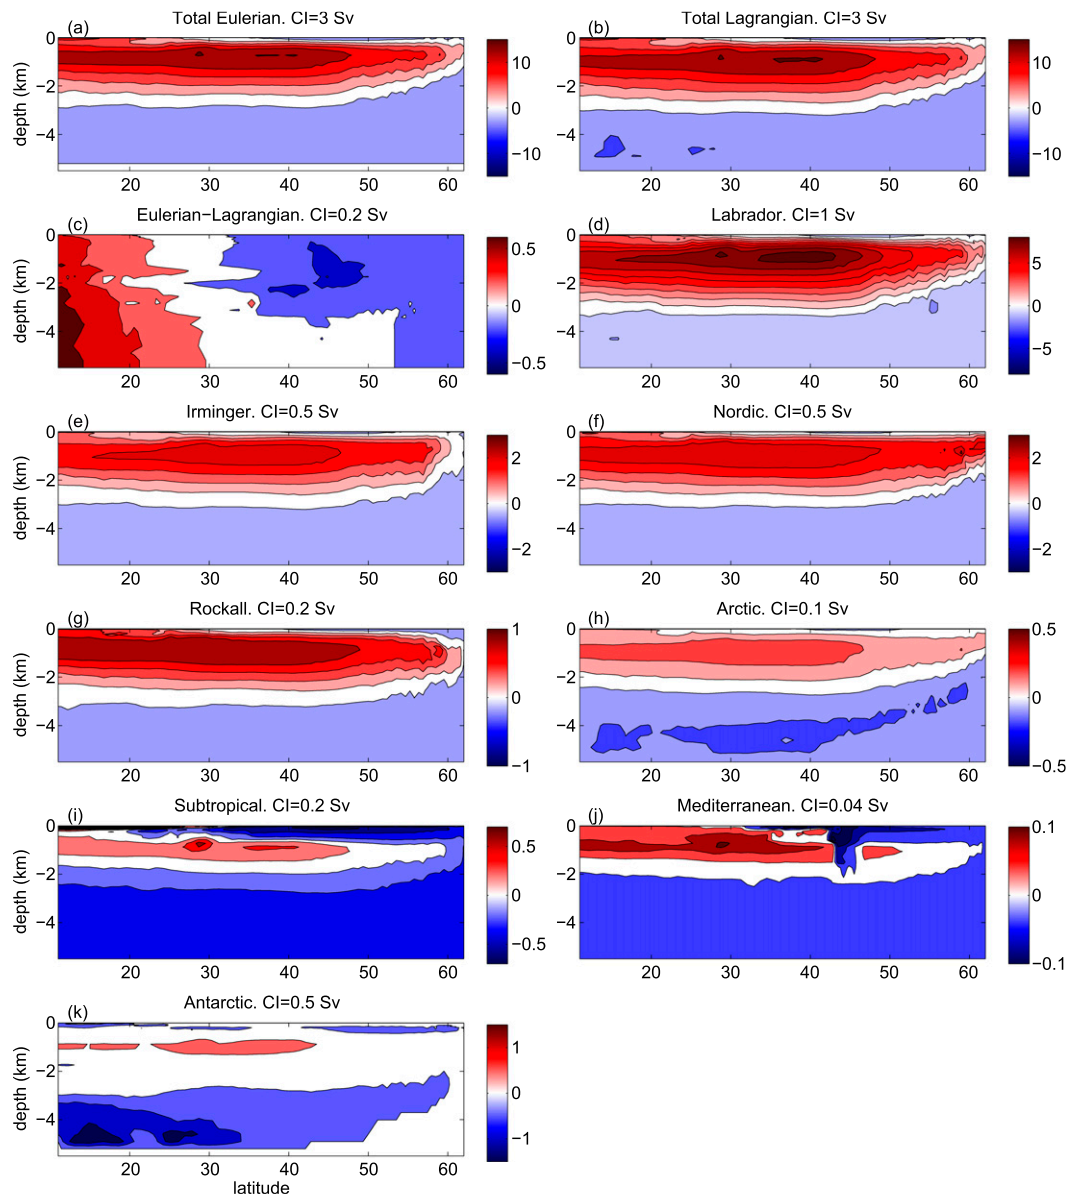 (a) Total Eulerian. CI=3 Sv
depth (km)
0
−2
−4
20 30 40 50 60
10
0
−10
(b) Total Lagrangian. CI=3 Sv
0
−2
−4
20 30 40 50 60
10
0
−10
(c) Eulerian−Lagrangian. CI=0.2 Sv
depth (km)
0
−2
−4
20 30 40 50 60
0.5
0
−0.5
(d) Labrador. CI=1 Sv
0
−2
−4
20 30 40 50 60
5
0
−5
(e) Irminger. CI=0.5 Sv
depth (km)
0
−2
−4
20 30 40 50 60
2
0
−2
(f) Nordic. CI=0.5 Sv
0
−2
−4
20 30 40 50 60
2
0
−2
(g) Rockall. CI=0.2 Sv
depth (km)
0
−2
−4
20 30 40 50 60
1
0
−1
(h) Arctic. CI=0.1 Sv
0
−2
−4
20 30 40 50 60
0.5
0
−0.5
(i) Subtropical. CI=0.2 Sv
depth (km)
0
−2
−4
20 30 40 50 60
0.5
0
−0.5
(j) Mediterranean. CI=0.04 Sv
0
−2
−4
20 30 40 50 60
0.1
0
−0.1
(k) Antarctic. CI=0.5 Sv
depth (km)
0
−2
−4
20 30 40 50 60
latitude
1
0
−1